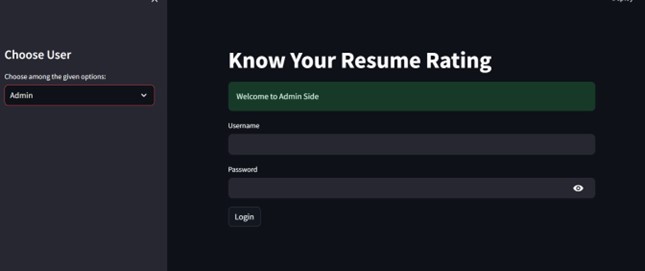 Choose User
Choose among the given options:
Admin
Know Your Resume Rating
Welcome to Admin Side
Username
Password
Login